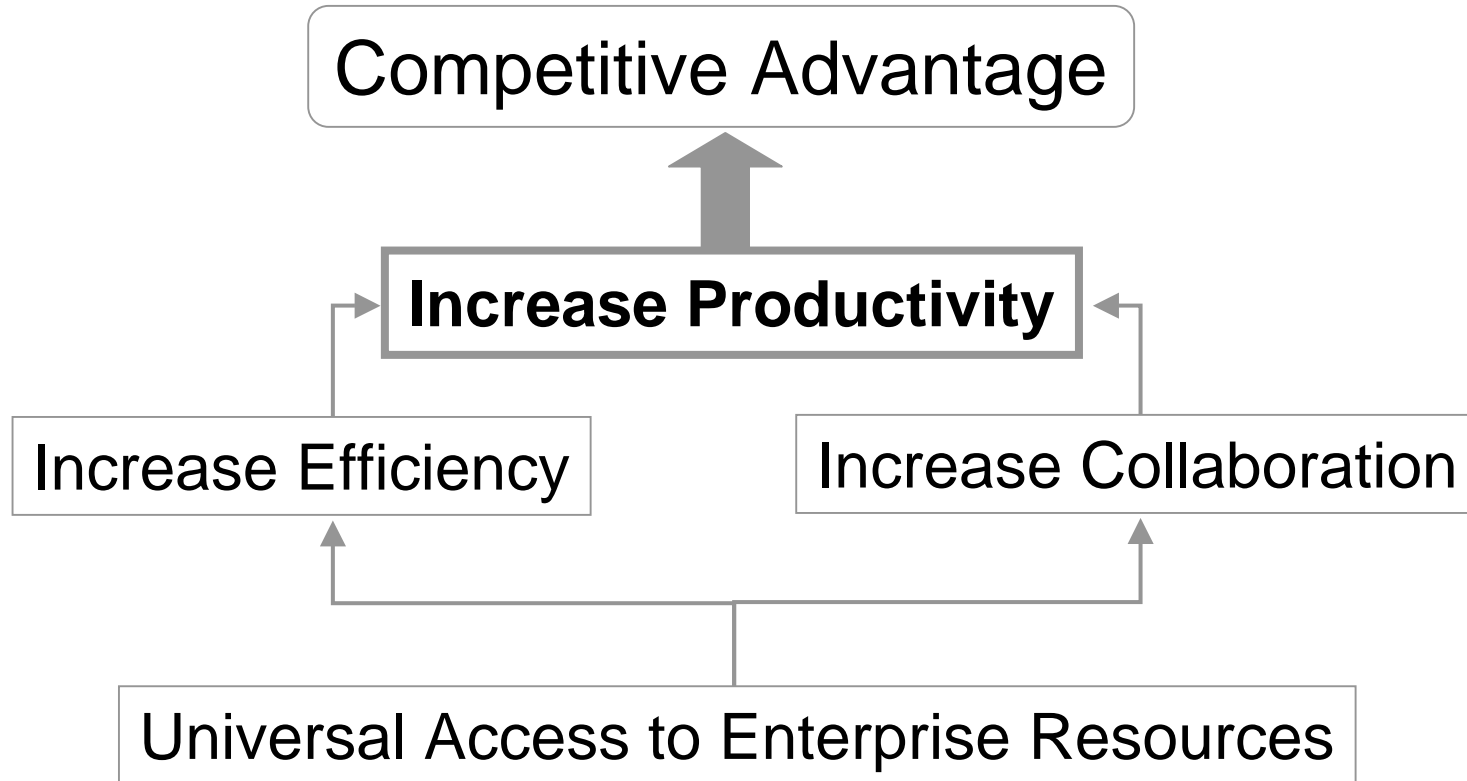 Competitive Advantage
Increase Productivity
Increase Efficiency
Increase Collaboration
Universal Access to Enterprise Resources